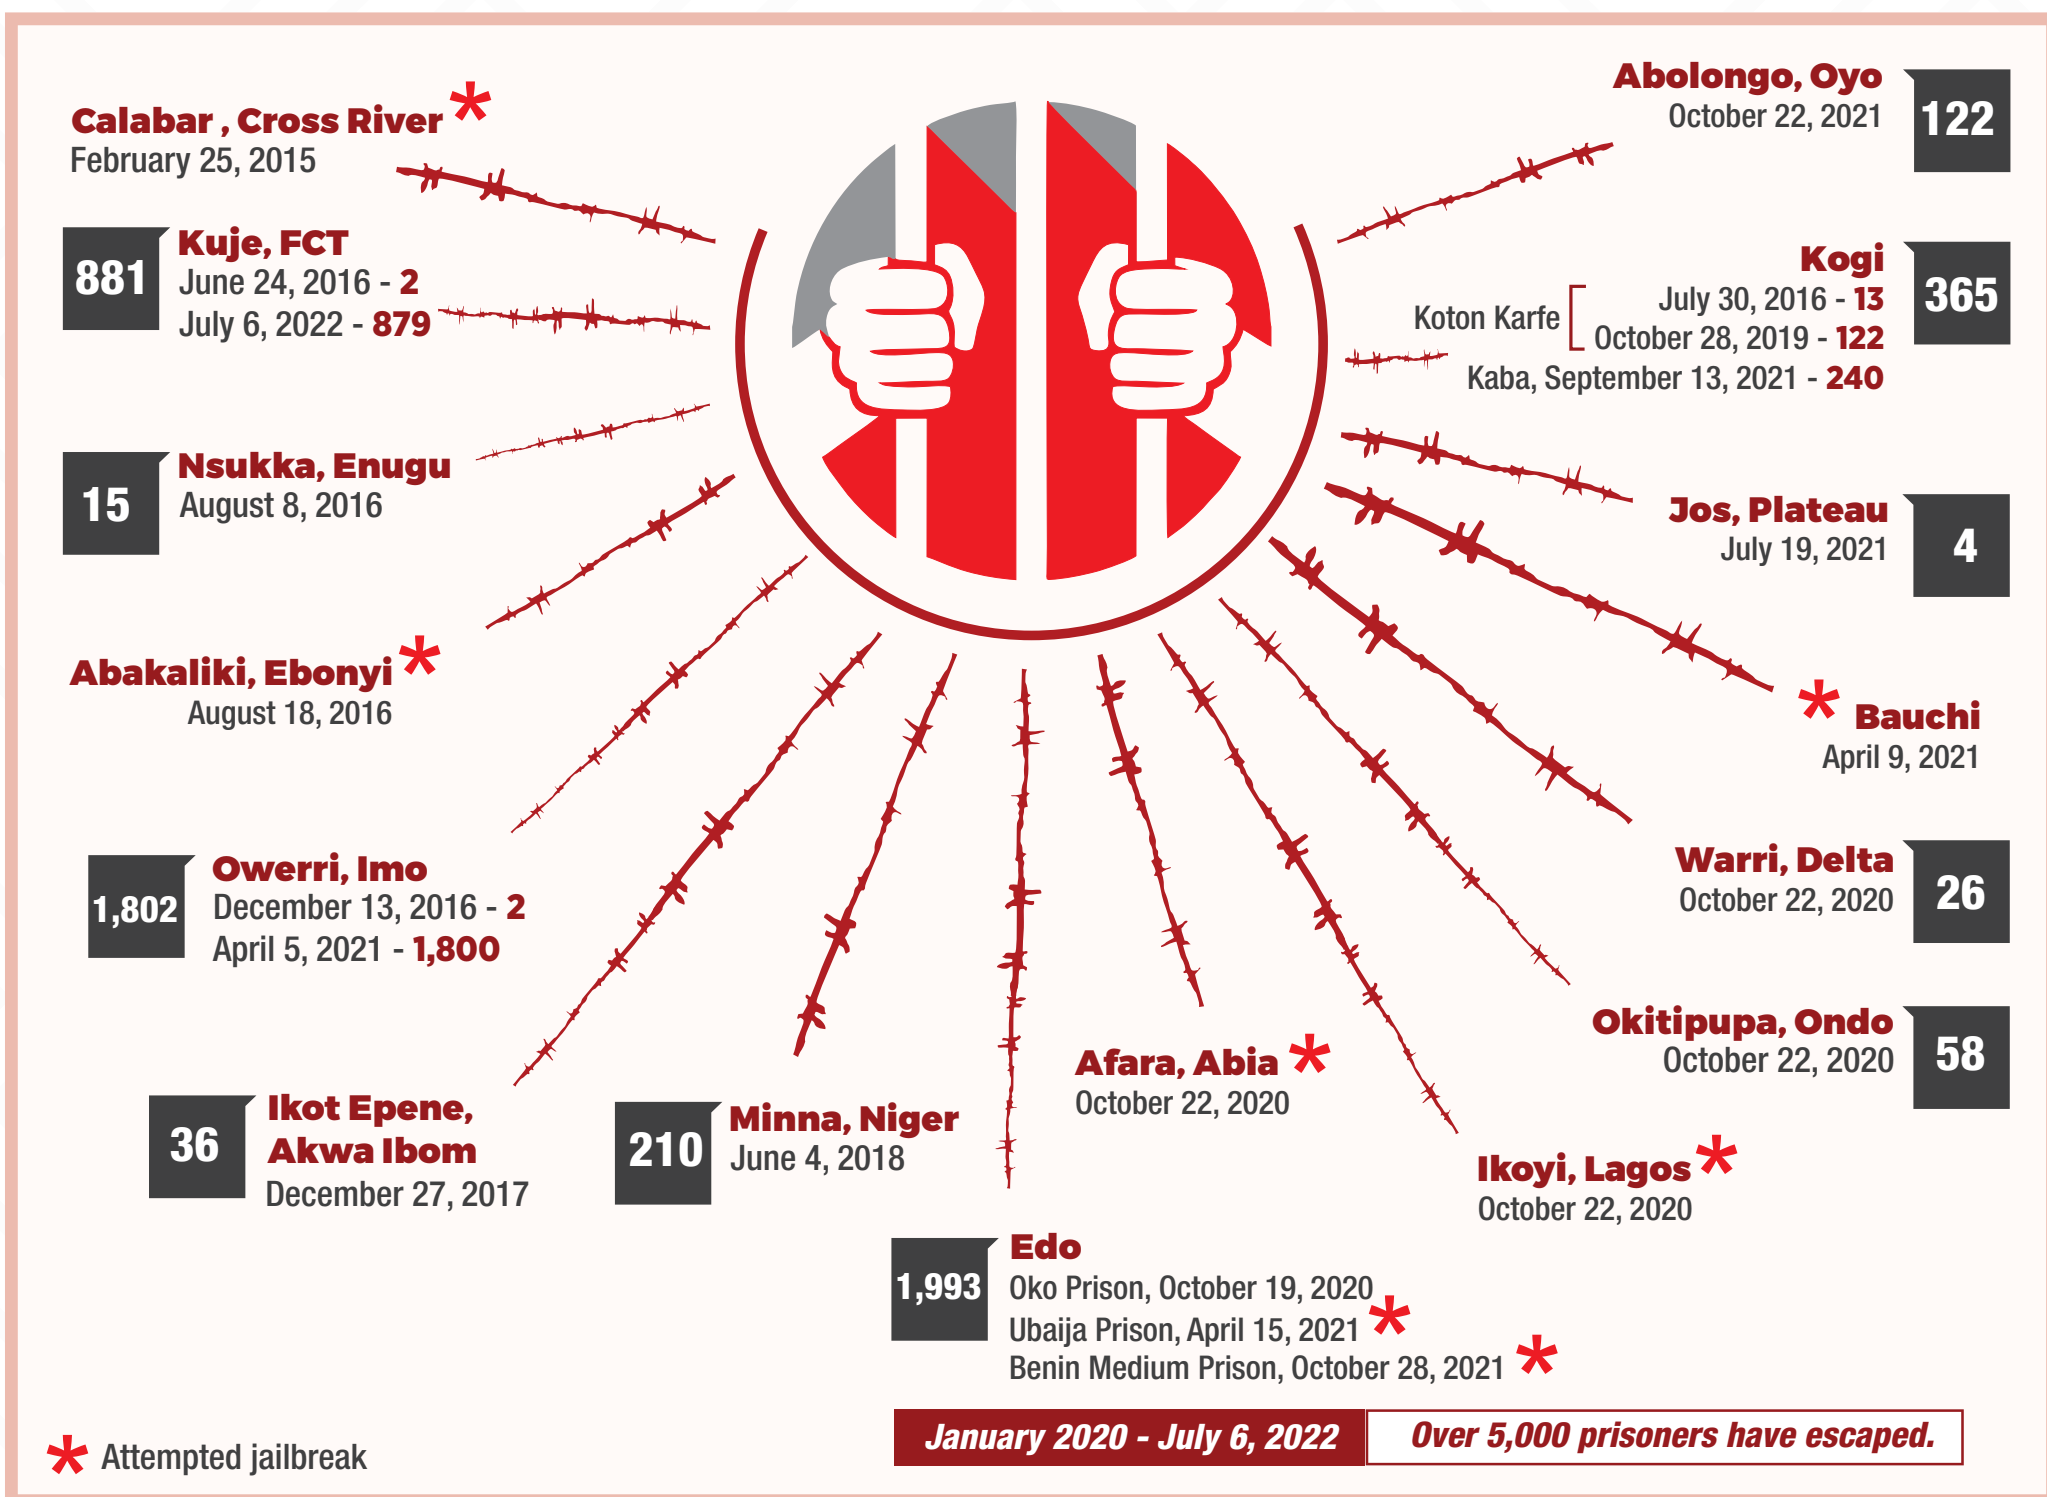 Calabar , Cross River *
February 25, 2015
881
Kuje, FCT
June 24, 2016 - 2
July 6, 2022 - 879
15
Nsukka, Enugu
August 8, 2016
Abakaliki, Ebonyi *
August 18, 2016
1,802
Owerri, Imo
December 13, 2016 - 2
April 5, 2021 - 1,800
36
Ikot Epene,
Akwa Ibom
December 27, 2017
210
Minna, Niger
June 4, 2018
1,993
Edo
Oko Prison, October 19, 2020
Ubaija Prison, April 15, 2021 *
Benin Medium Prison, October 28, 2021 *
Afara, Abia *
October 22, 2020
Ikoyi, Lagos *
October 22, 2020
Okitipupa, Ondo
October 22, 2020
58
Warri, Delta
October 22, 2020
26
* Bauchi
April 9, 2021
Jos, Plateau
July 19, 2021
4
Kogi
365
Koton Karfe
July 30, 2016 - 13
October 28, 2019 - 122
Kaba, September 13, 2021 - 240
Abolongo, Oyo
October 22, 2021
122
* Attempted jailbreak
January 2020 - July 6, 2022
Over 5,000 prisoners have escaped.